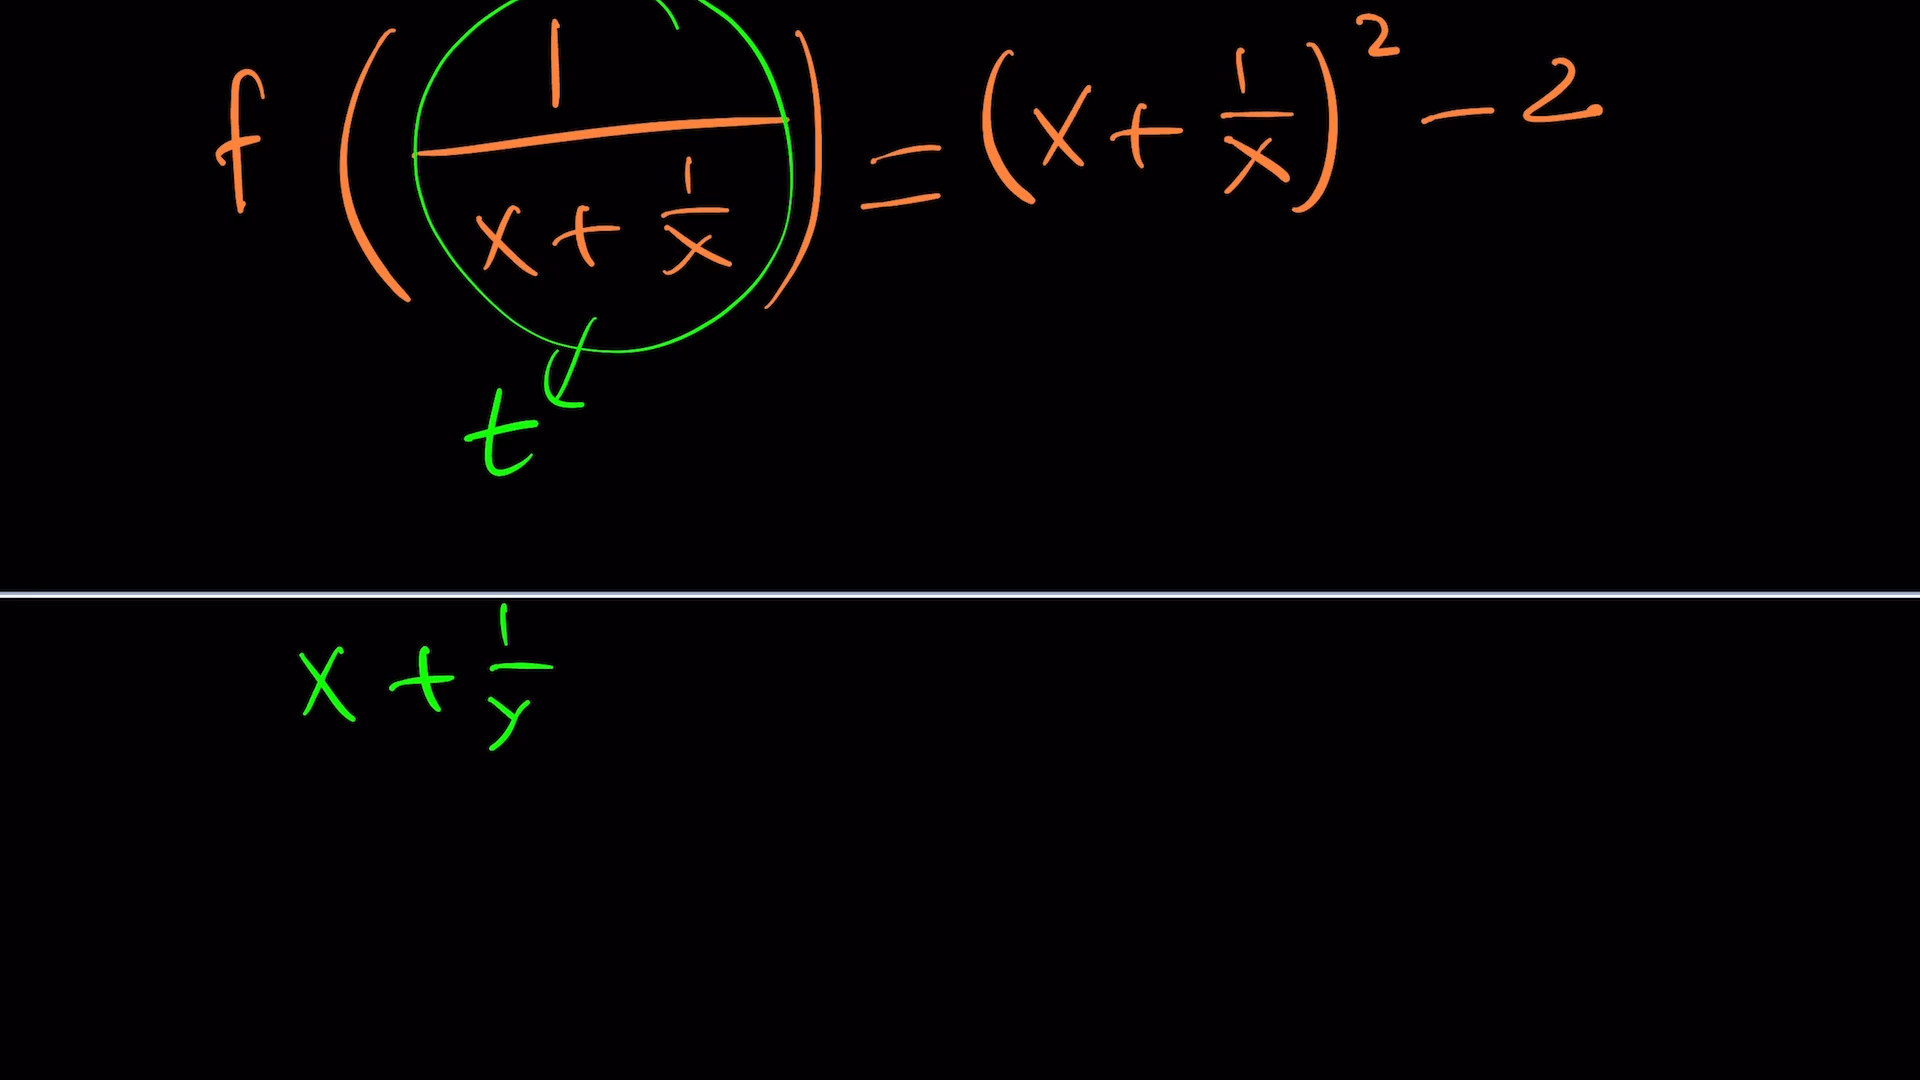 f(1/(x + 1/x)) = (x + 1/x)² - 2
t
x + 1/y